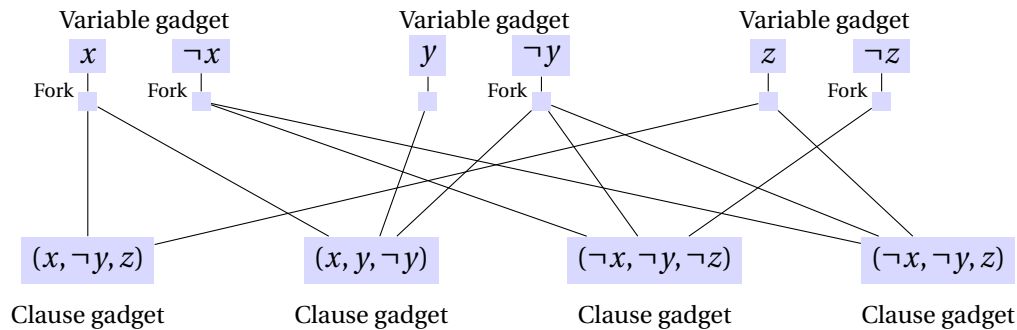 Variable gadget Variable gadget Variable gadget
x ¬x y ¬y z ¬z
Fork Fork Fork Fork
(x, ¬y, z) (x, y, ¬y) (¬x, ¬y, ¬z) (¬x, ¬y, z)
Clause gadget Clause gadget Clause gadget Clause gadget